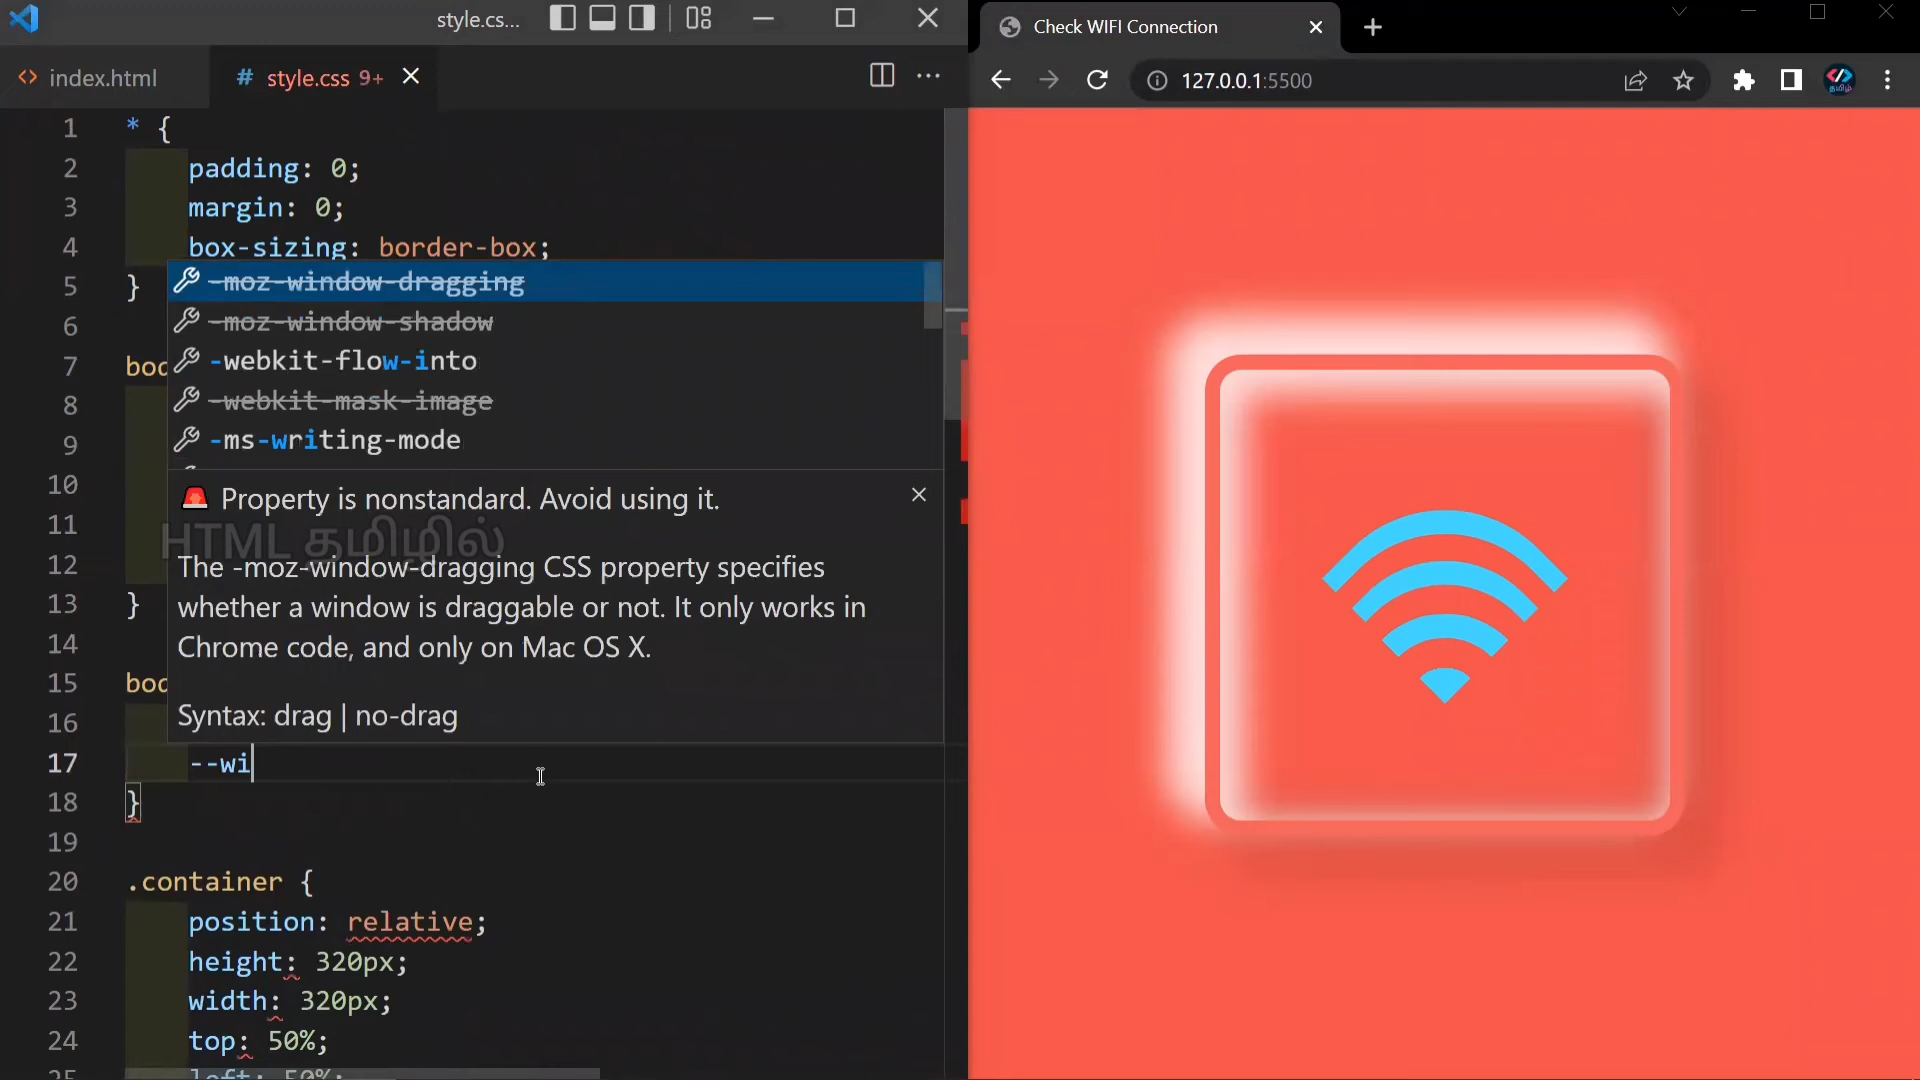 style.cs...
index.html
# style.css 9+
1 * {
2 padding: 0;
3 margin: 0;
4 box-sizing: border-box;
5 }
6
7 bod
8
9
10
11
12
13 }
14
15 bod
16
17 --wi
18 }
19
20 .container {
21 position: relative;
22 height: 320px;
23 width: 320px;
24 top: 50%;
25 left: 50%;
-moz-window-dragging
-moz-window-shadow
-webkit-flow-into
-webkit-mask-image
-ms-writing-mode
🚨 Property is nonstandard. Avoid using it.
HTML தமிழில்
The -moz-window-dragging CSS property specifies
whether a window is draggable or not. It only works in
Chrome code, and only on Mac OS X.
Syntax: drag | no-drag
Check WIFI Connection
127.0.0.1:5500